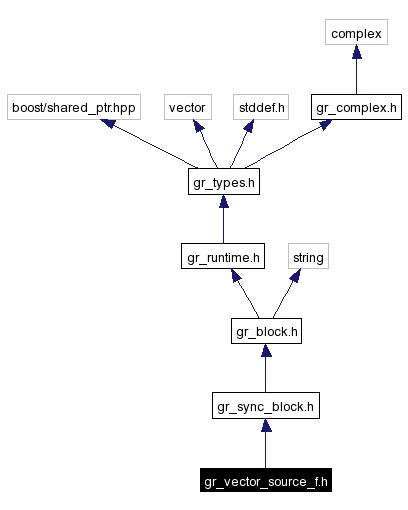 complex
boost/shared_ptr.hpp
vector
stddef.h
gr_complex.h
gr_types.h
gr_runtime.h
string
gr_block.h
gr_sync_block.h
gr_vector_source_f.h